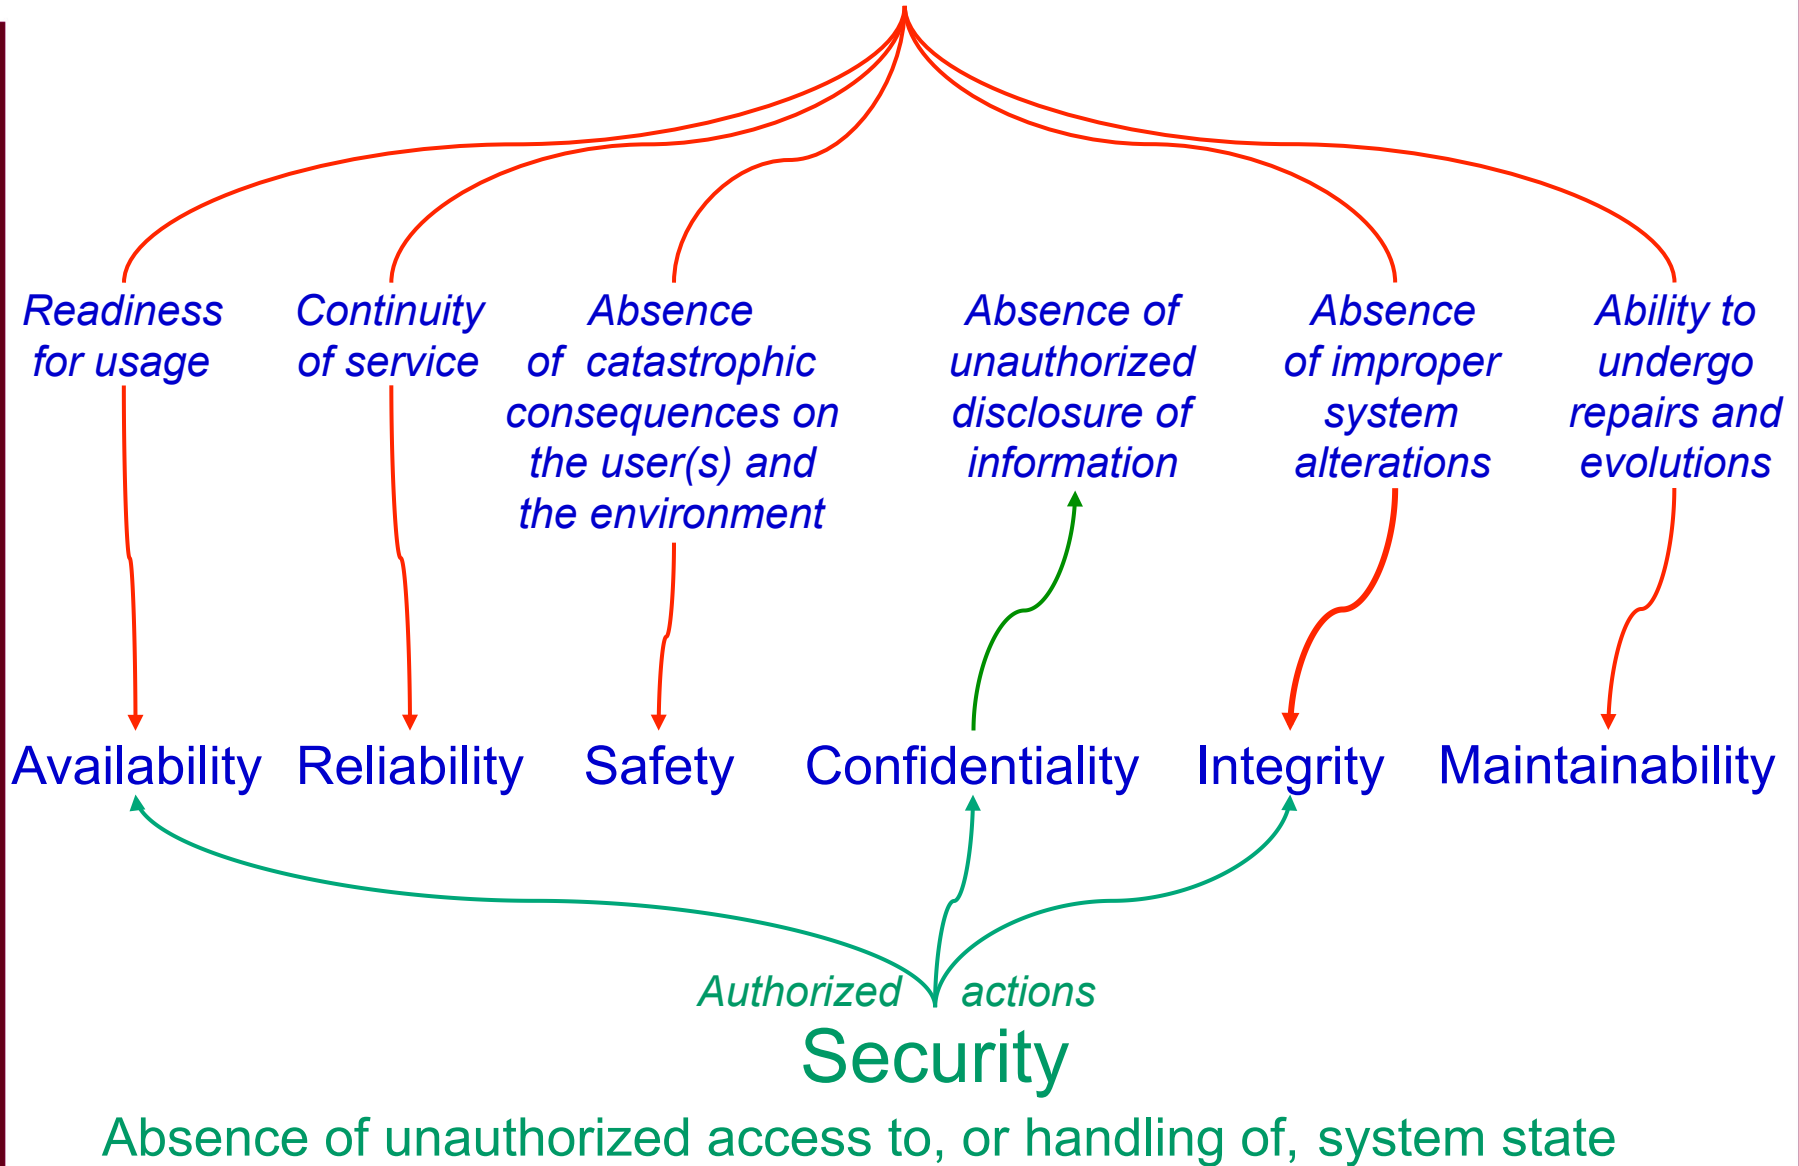 Readiness
for usage
Continuity
of service
Absence
of catastrophic
consequences on
the user(s) and
the environment
Absence of
unauthorized
disclosure of
information
Absence
of improper
system
alterations
Ability to
undergo
repairs and
evolutions
Availability
Reliability
Safety
Confidentiality
Integrity
Maintainability
Authorized actions
Security
Absence of unauthorized access to, or handling of, system state